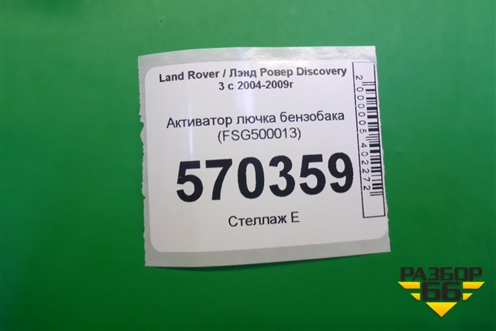 Land Rover / Лэнд Ровер Discovery
3 с 2004-2009г
Активатор лючка бензобака
(FSG500013)
570359
Стеллаж Е
2000005402272
РАЗБОР
66